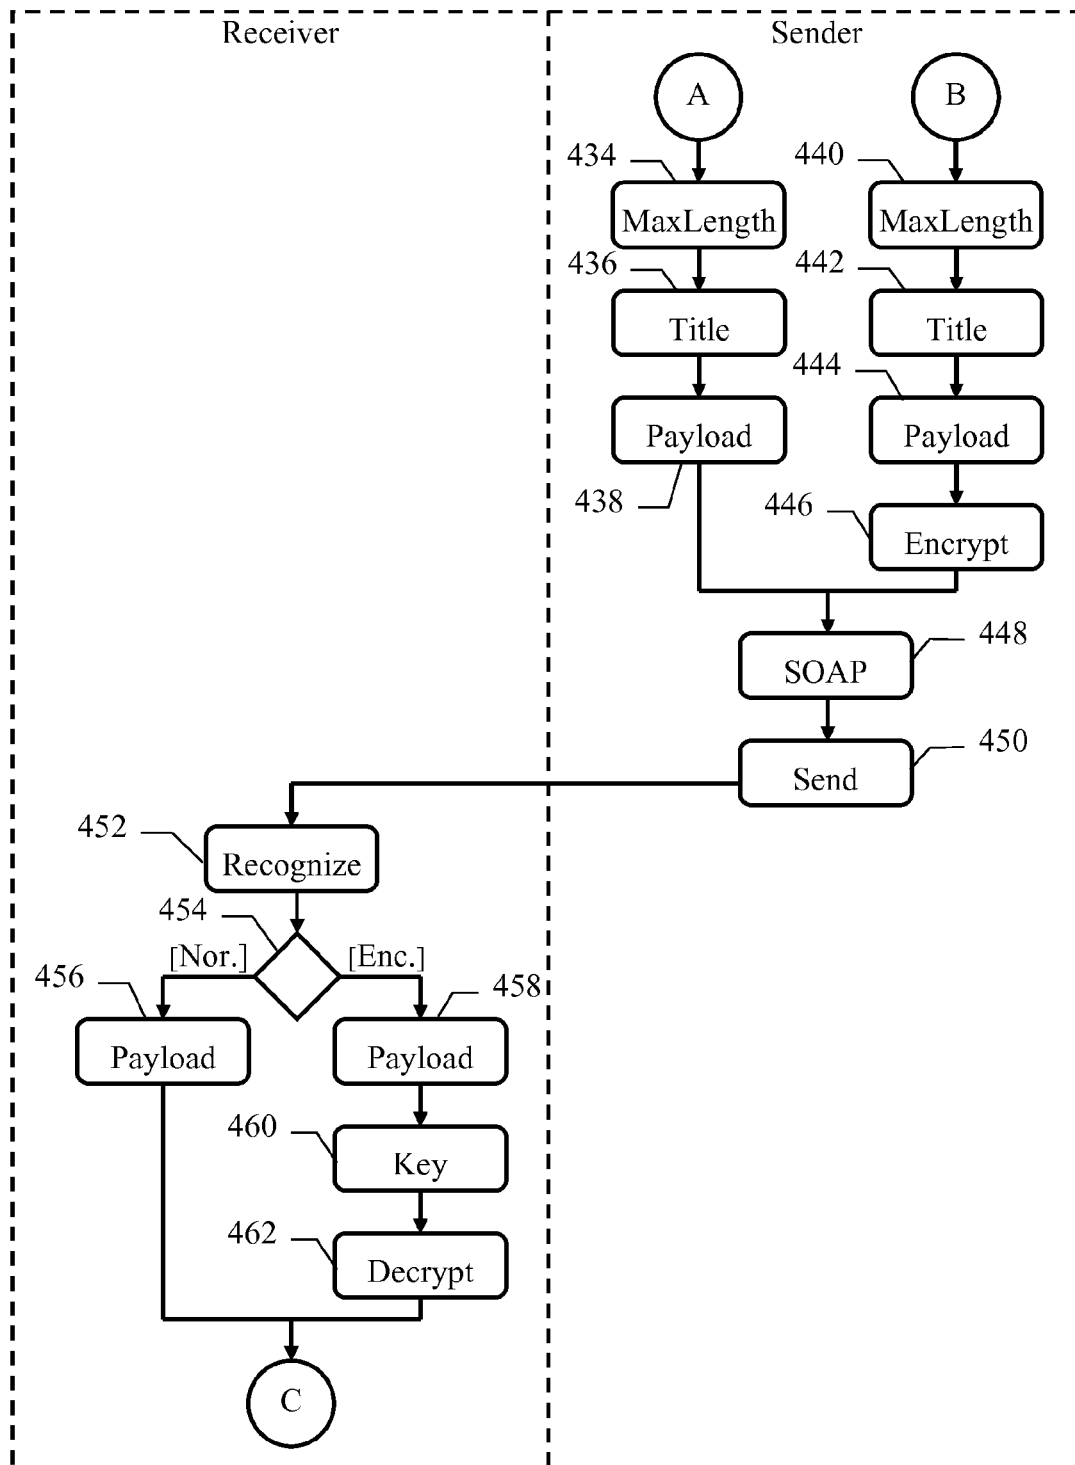 Receiver
Sender
A
B
434
440
MaxLength
MaxLength
436
442
Title
Title
444
Payload
Payload
438
446
Encrypt
448
SOAP
450
Send
452
Recognize
454
[Nor.]
[Enc.]
456
458
Payload
Payload
460
Key
462
Decrypt
C